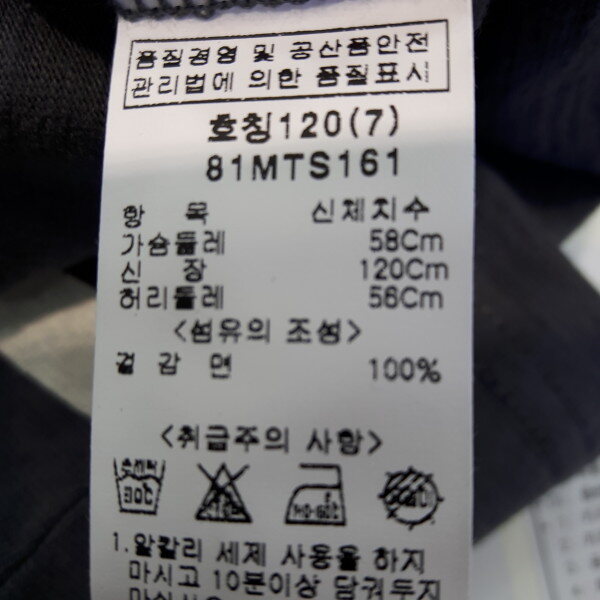 품질경영 및 공산품안전
관리법에 의한 품질표시
호칭120(7)
81MTS161
항 목 신체치수
가슴둘레 58Cm
신 장 120Cm
허리둘레 56Cm
<섬유의 조성>
겉감 면 100%
<취급주의 사항>
1.알칼리 세제 사용을 하지
마시고 10분이상 담궈두지